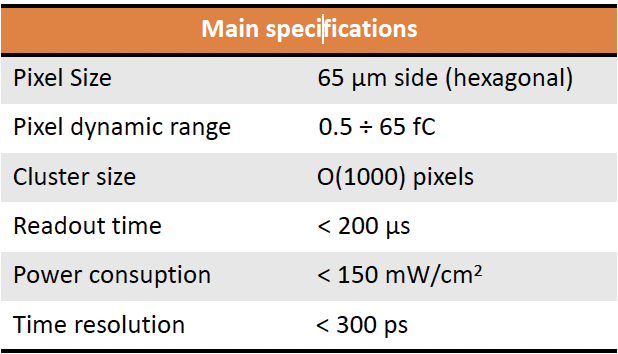 Main specifications
Pixel Size 65 µm side (hexagonal)
Pixel dynamic range 0.5 ÷ 65 fC
Cluster size O(1000) pixels
Readout time < 200 µs
Power consuption < 150 mW/cm²
Time resolution < 300 ps